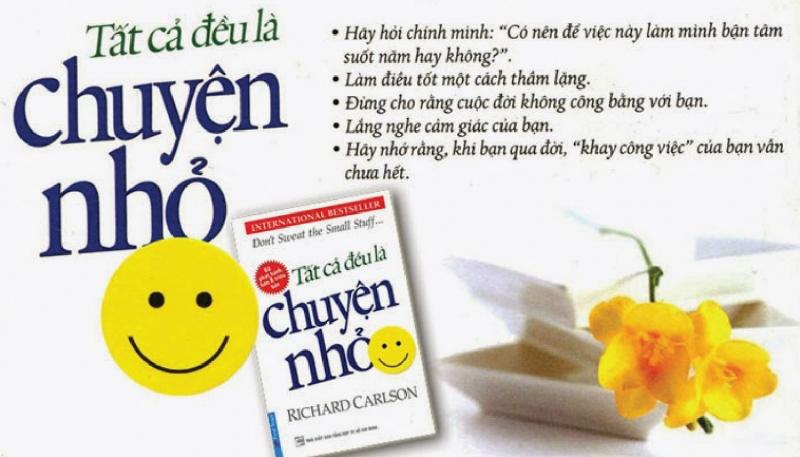 Tất cả đều là
chuyện
nhỏ
• Hãy hỏi chính mình: “Có nên để việc này làm mình bận tâm
suốt năm hay không?”.
• Làm điều tốt một cách thầm lặng.
• Đừng cho rằng cuộc đời không công bằng với bạn.
• Lắng nghe cảm giác của bạn.
• Hãy nhớ rằng, khi bạn qua đời, “khay công việc” của bạn vẫn
chưa hết.
INTERNATIONAL BESTSELLER
Don't Sweat the Small Stuff...
Tất cả đều là
chuyện
nhỏ
RICHARD CARLSON